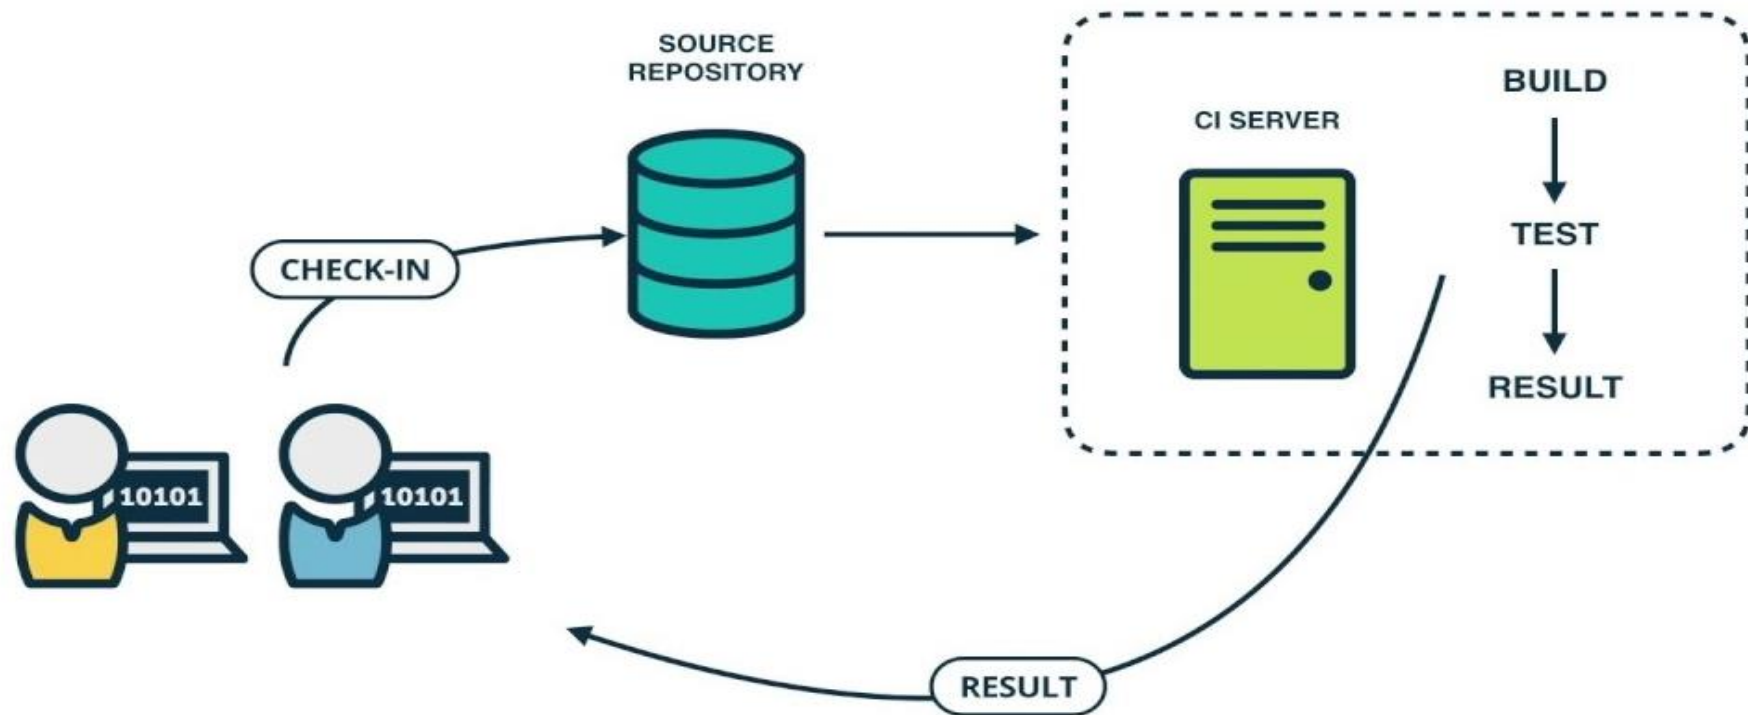 SOURCE
REPOSITORY
CI SERVER
BUILD
TEST
RESULT
CHECK-IN
10101
10101
RESULT